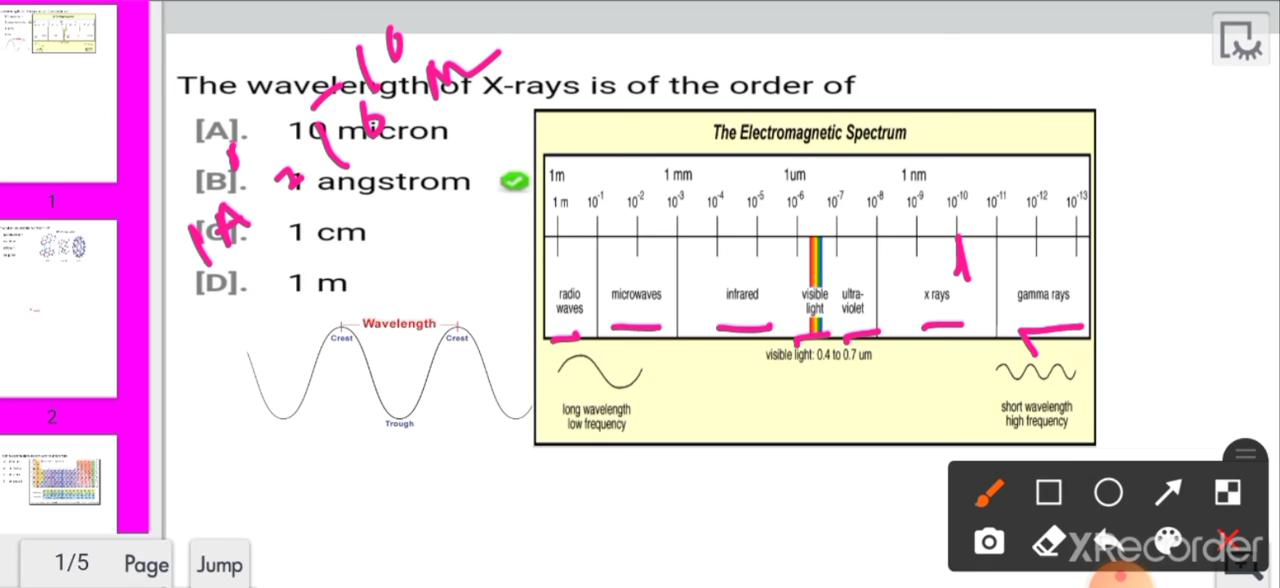 The wavelength of X-rays is of the order of
[A]. 10 micron
[B]. 1 angstrom
[C]. 1 cm
[D]. 1 m
Wavelength
Crest Crest
Trough
The Electromagnetic Spectrum
1m 1 mm 1um 1 nm
1 m 10⁻¹ 10⁻² 10⁻³ 10⁻⁴ 10⁻⁵ 10⁻⁶ 10⁻⁷ 10⁻⁸ 10⁻⁹ 10⁻¹⁰ 10⁻¹¹ 10⁻¹² 10⁻¹³
radio waves
microwaves
infrared
visible light
ultra-violet
x rays
gamma rays
visible light: 0.4 to 0.7 um
long wavelength
low frequency
short wavelength
high frequency
1
2
1/5 Page Jump
XRecorder